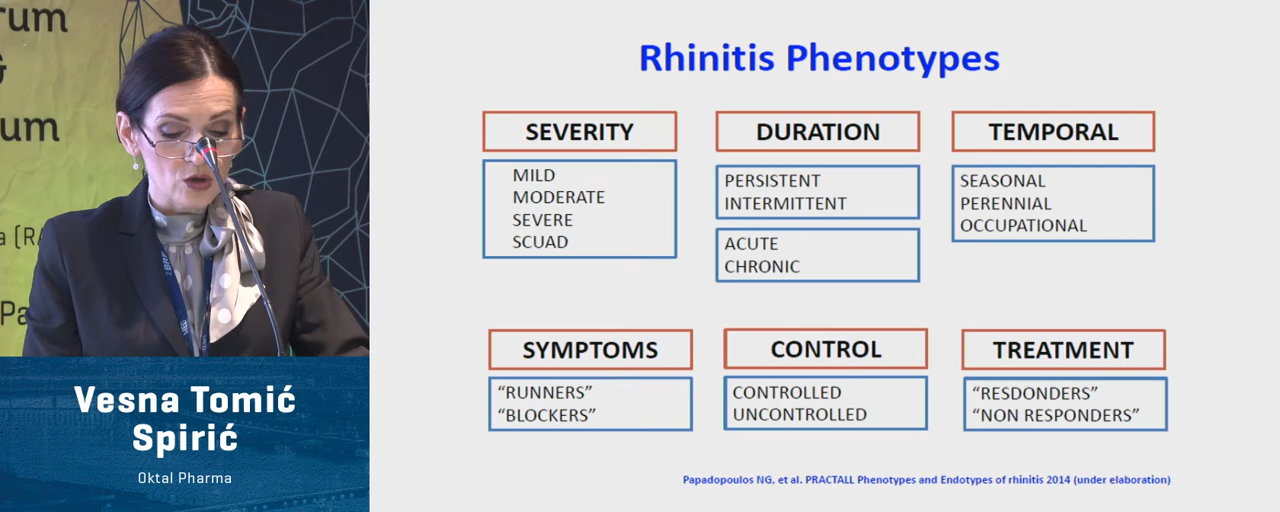 rum
&
um
a (RA
Pa
Vesna Tomić
Spirić
Oktal Pharma
Rhinitis Phenotypes
SEVERITY
MILD
MODERATE
SEVERE
SCUAD
DURATION
PERSISTENT
INTERMITTENT
ACUTE
CHRONIC
TEMPORAL
SEASONAL
PERENNIAL
OCCUPATIONAL
SYMPTOMS
“RUNNERS”
“BLOCKERS”
CONTROL
CONTROLLED
UNCONTROLLED
TREATMENT
“RESDONDERS”
“NON RESPONDERS”
Papadopoulos NG, et al. PRACTALL Phenotypes and Endotypes of rhinitis 2014 (under elaboration)